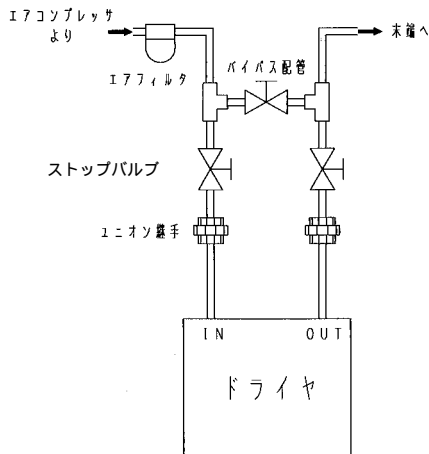 エアコンプレッサ
より
末端へ
エアフィルタ
バイパス配管
ストップバルブ
ユニオン継手
IN
OUT
ドライヤ